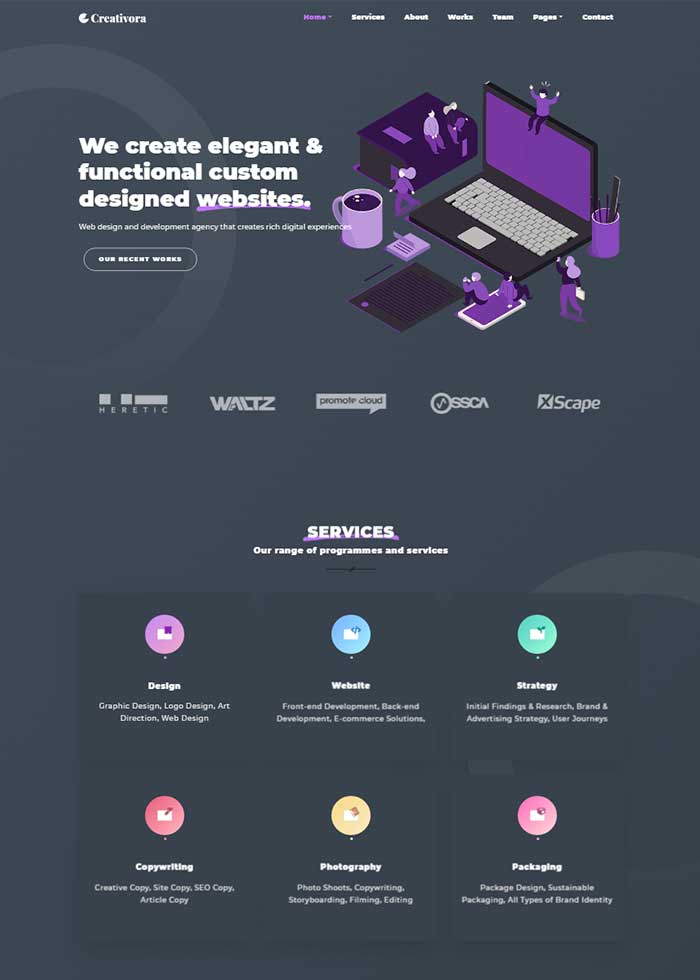 Creativora
Home Services About Works Team Pages Contact
We create elegant &
functional custom
designed websites.
Web design and development agency that creates rich digital experiences
OUR RECENT WORKS
HERETIC
WALTZ
promote cloud
OSSCA
XScape
SERVICES
Our range of programmes and services
Design
Graphic Design, Logo Design, Art
Direction, Web Design
Website
Front-end Development, Back-end
Development, E-commerce Solutions,
Strategy
Initial Findings & Research, Brand &
Advertising Strategy, User Journeys
Copywriting
Creative Copy, Site Copy, SEO Copy,
Article Copy
Photography
Photo Shoots, Copywriting,
Storyboarding, Filming, Editing
Packaging
Package Design, Sustainable
Packaging, All Types of Brand Identity